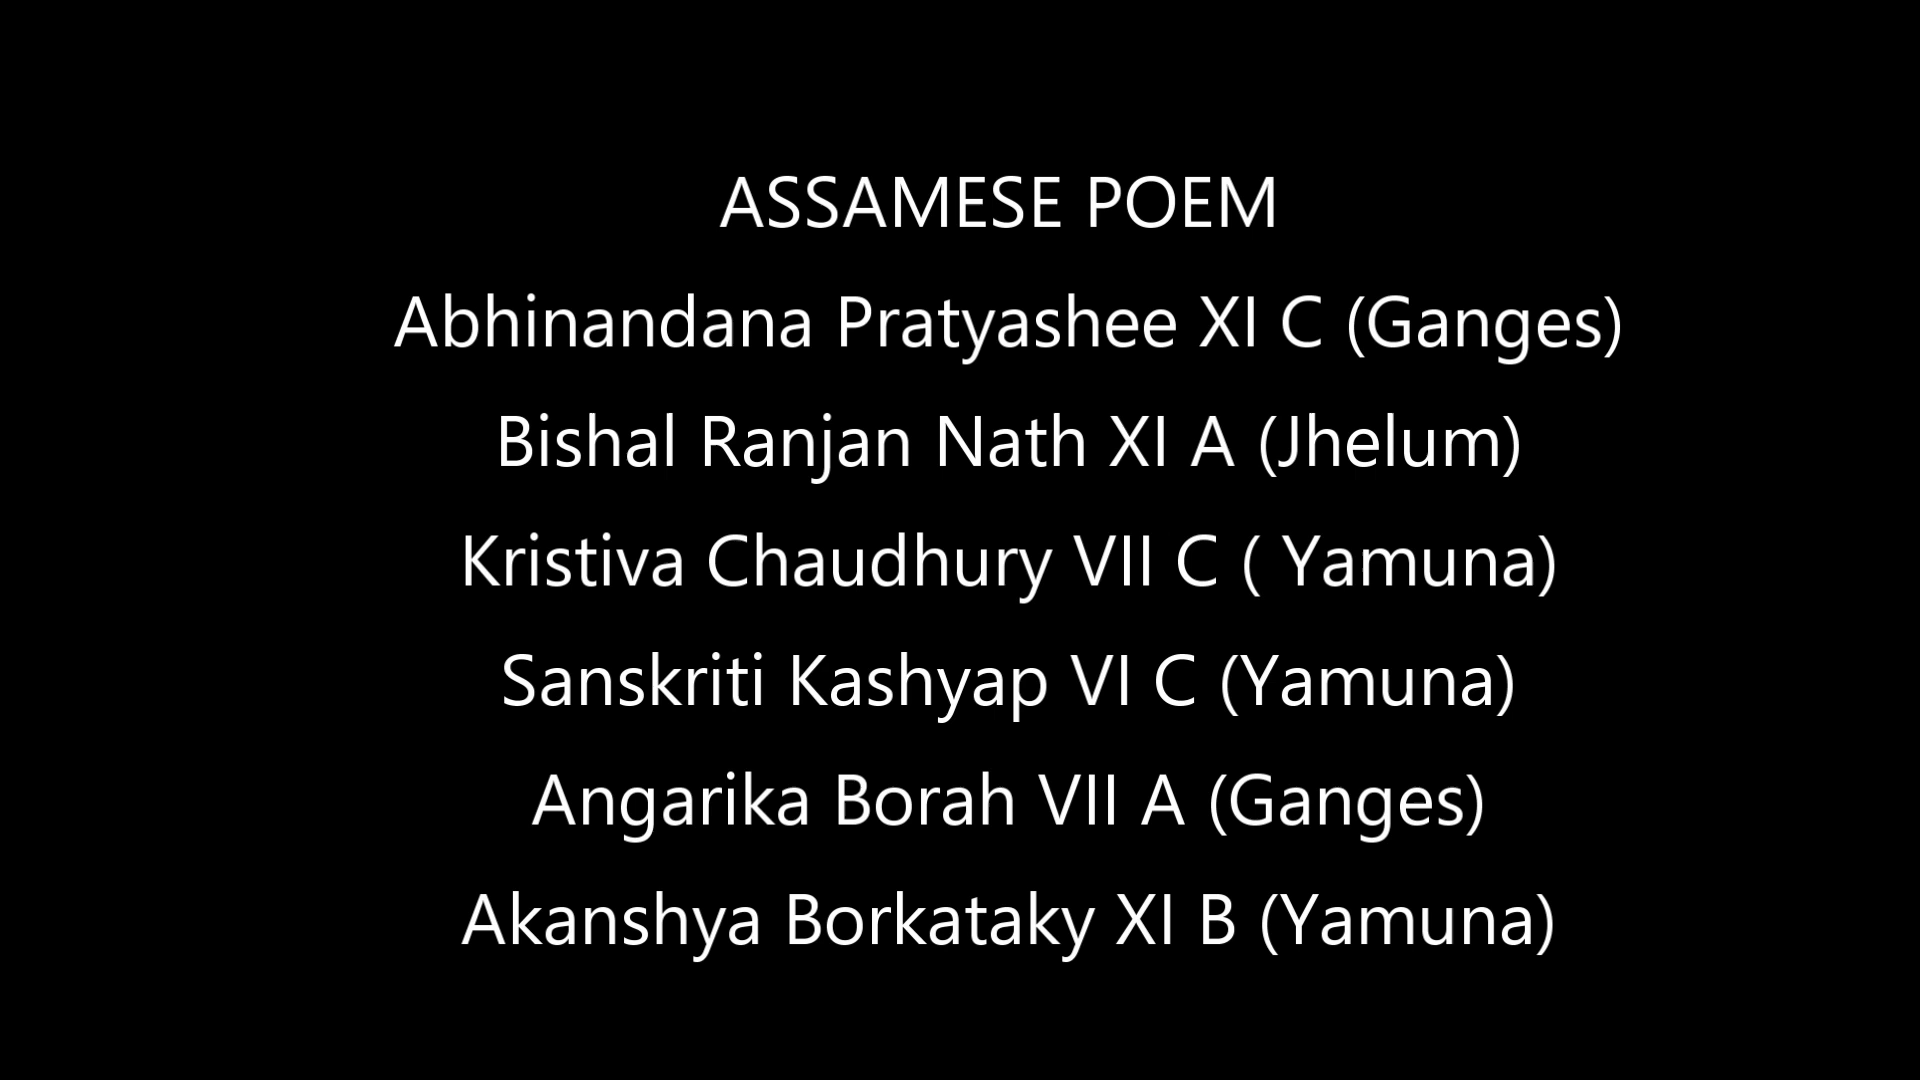 ASSAMESE POEM
Abhinandana Pratyashee XI C (Ganges)
Bishal Ranjan Nath XI A (Jhelum)
Kristiva Chaudhury VII C ( Yamuna)
Sanskriti Kashyap VI C (Yamuna)
Angarika Borah VII A (Ganges)
Akanshya Borkataky XI B (Yamuna)